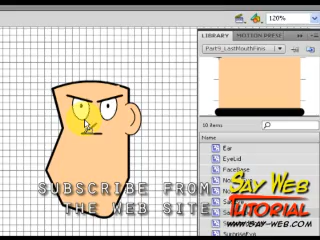 120%
LIBRARY MOTION PRESE
Part9_LastMouthFins
10 items
Name
Ear
EyeLid
FaceBase
SUBSCRIBE FROM
THE WEB SITE
SAY WEB
TUTORIAL
WWW.SAY-WEB.COM